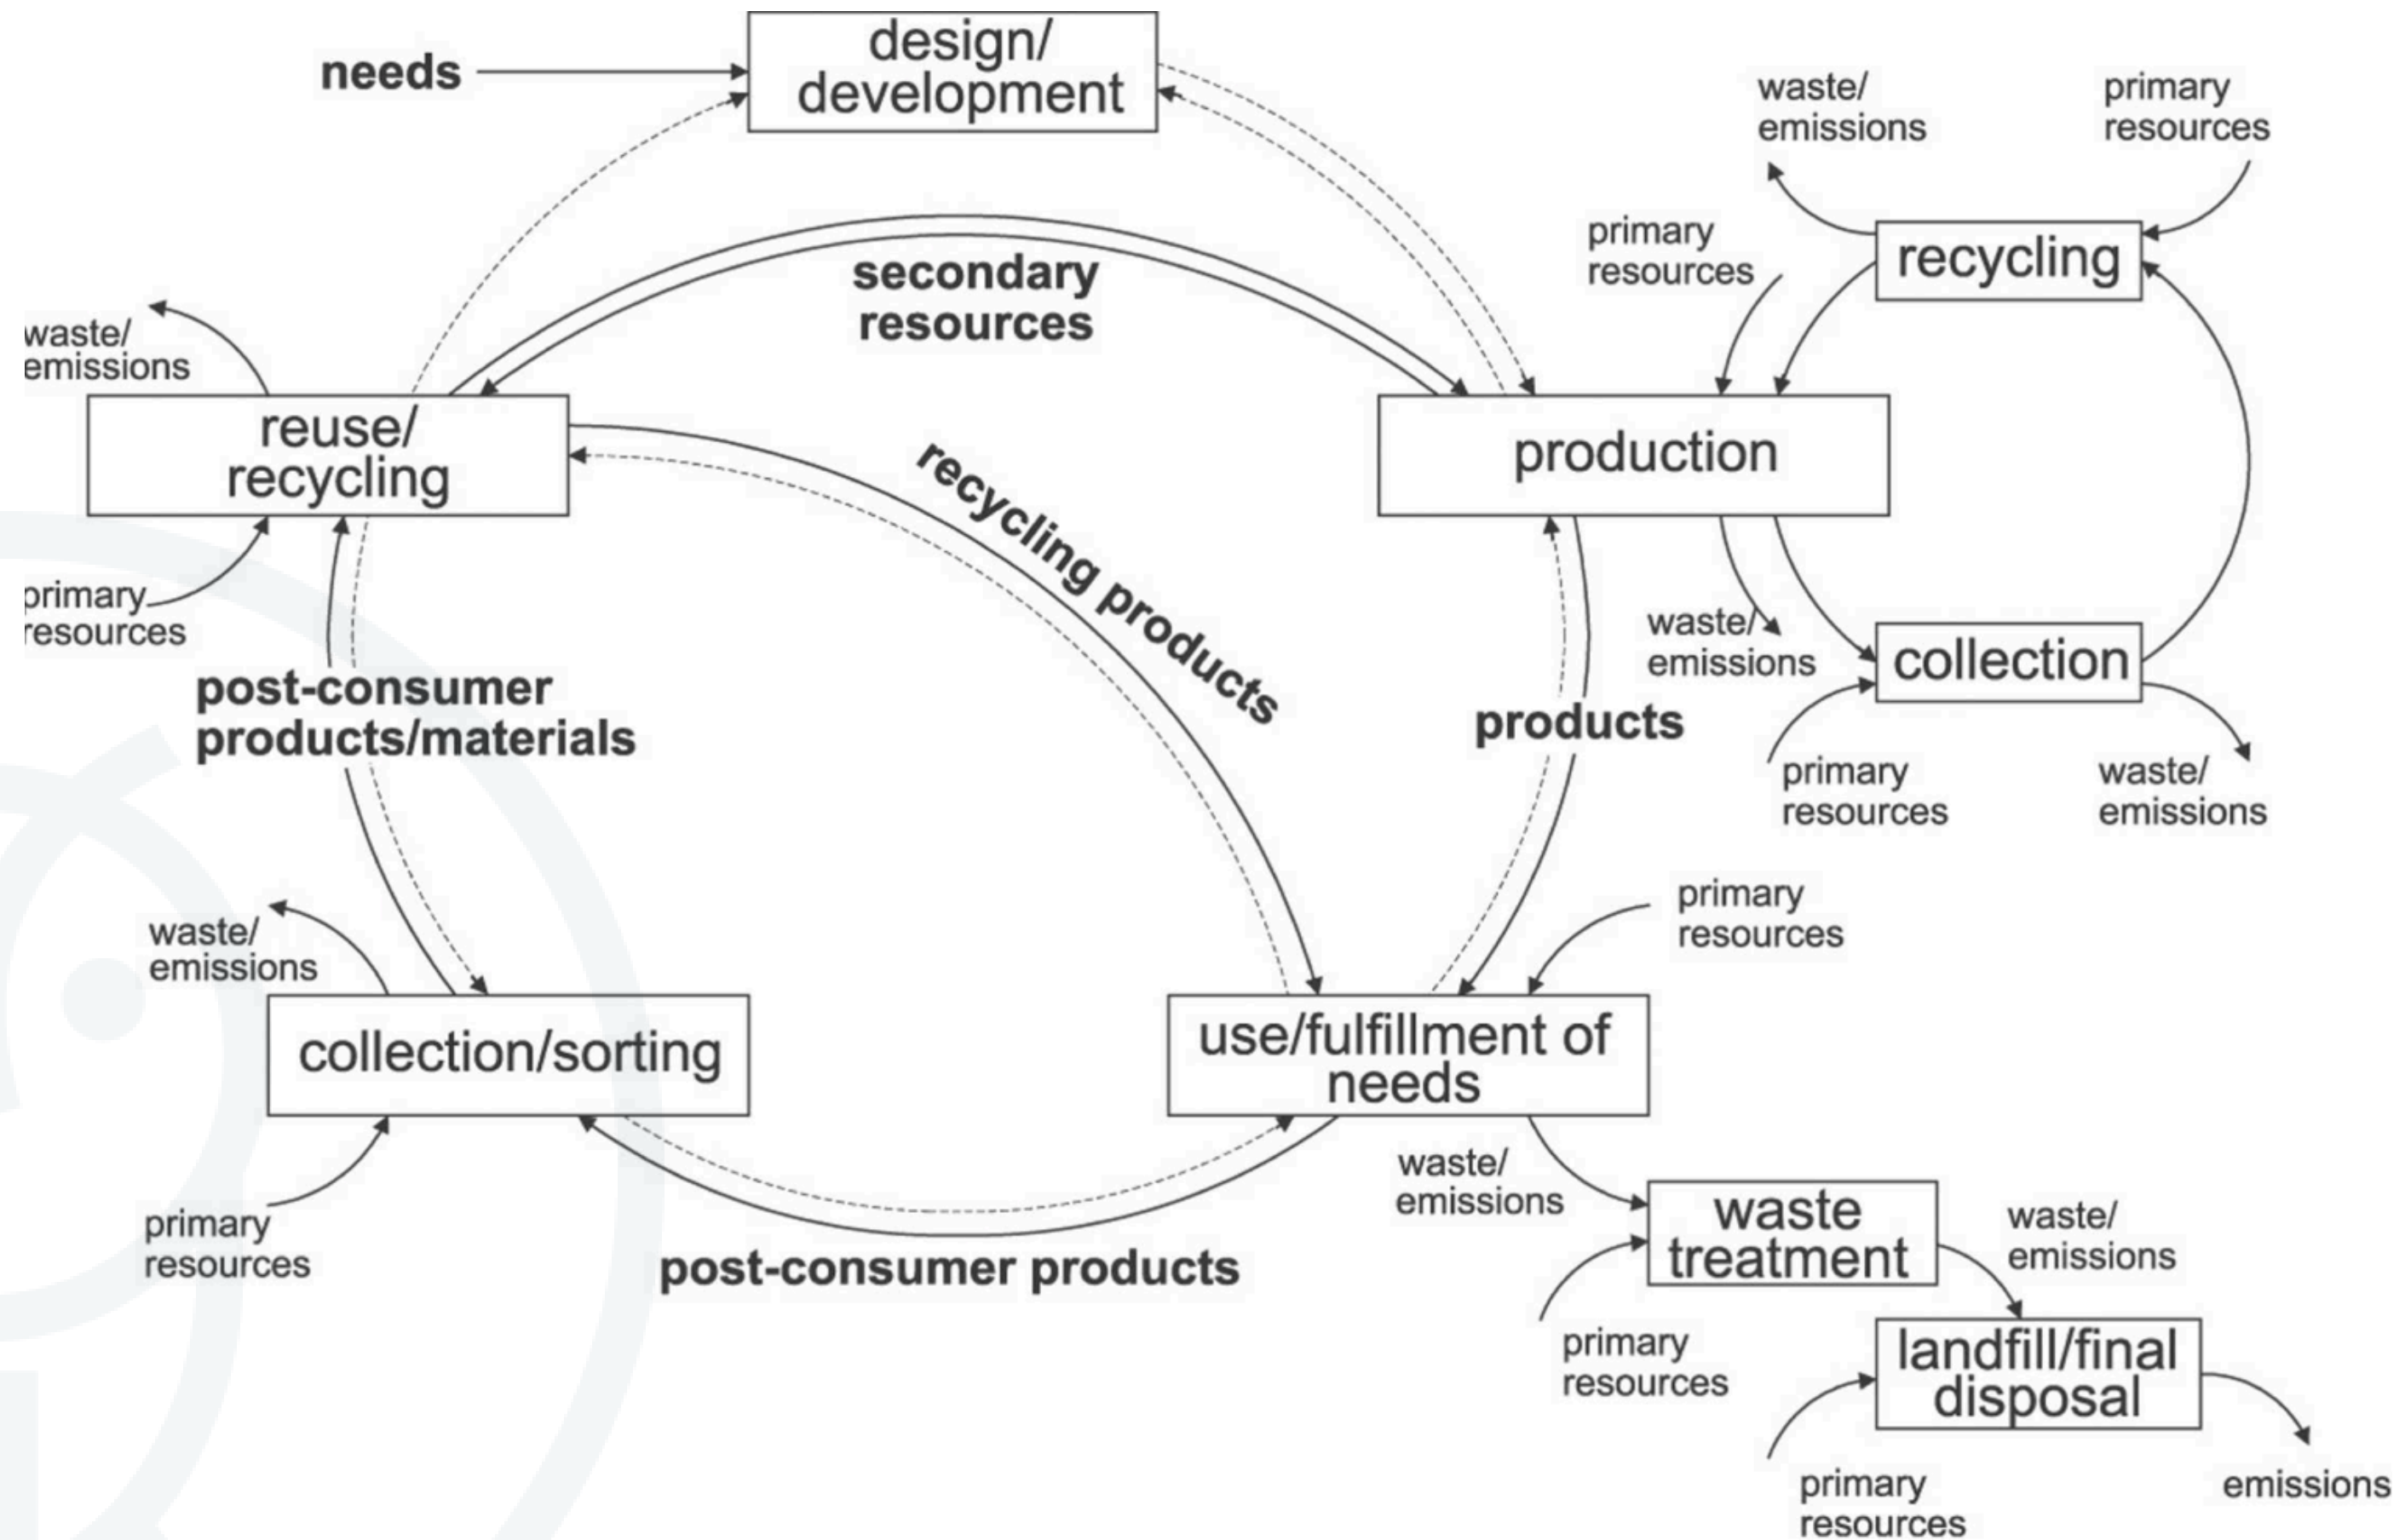 design/
development
needs
waste/
emissions
primary
resources
primary
resources
recycling
secondary
resources
waste/
emissions
reuse/
recycling
production
recycling products
primary
resources
waste/
emissions
collection
post-consumer
products/materials
products
primary
resources
waste/
emissions
primary
resources
waste/
emissions
collection/sorting
use/fulfillment of
needs
waste/
emissions
waste
treatment
waste/
emissions
primary
resources
post-consumer products
primary
resources
landfill/final
disposal
primary
resources
emissions